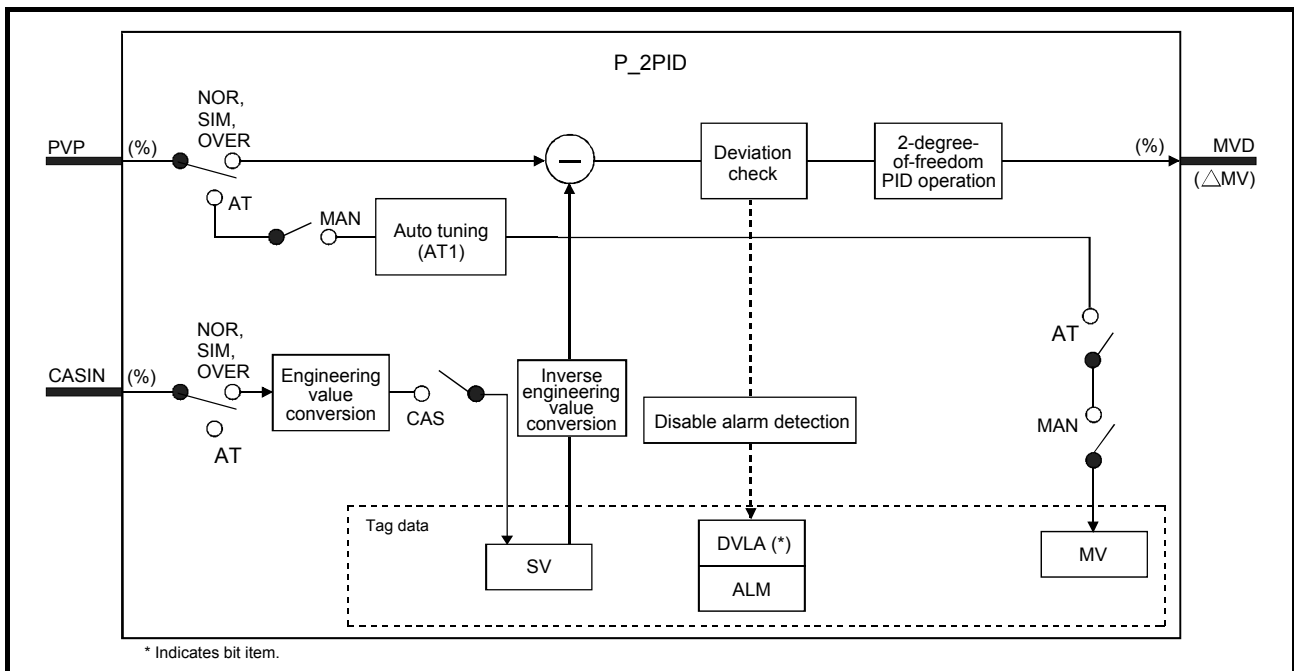 P_2PID
NOR,
SIM,
OVER
PVP
(%)
AT
MAN
Auto tuning
(AT1)
Deviation
check
2-degree-
of-freedom
PID operation
(%)
MVD
(△MV)
NOR,
SIM,
OVER
CASIN
(%)
AT
Engineering
value
conversion
CAS
Inverse
engineering
value
conversion
Disable alarm detection
AT
MAN
Tag data
SV
DVLA (*)
ALM
MV
* Indicates bit item.